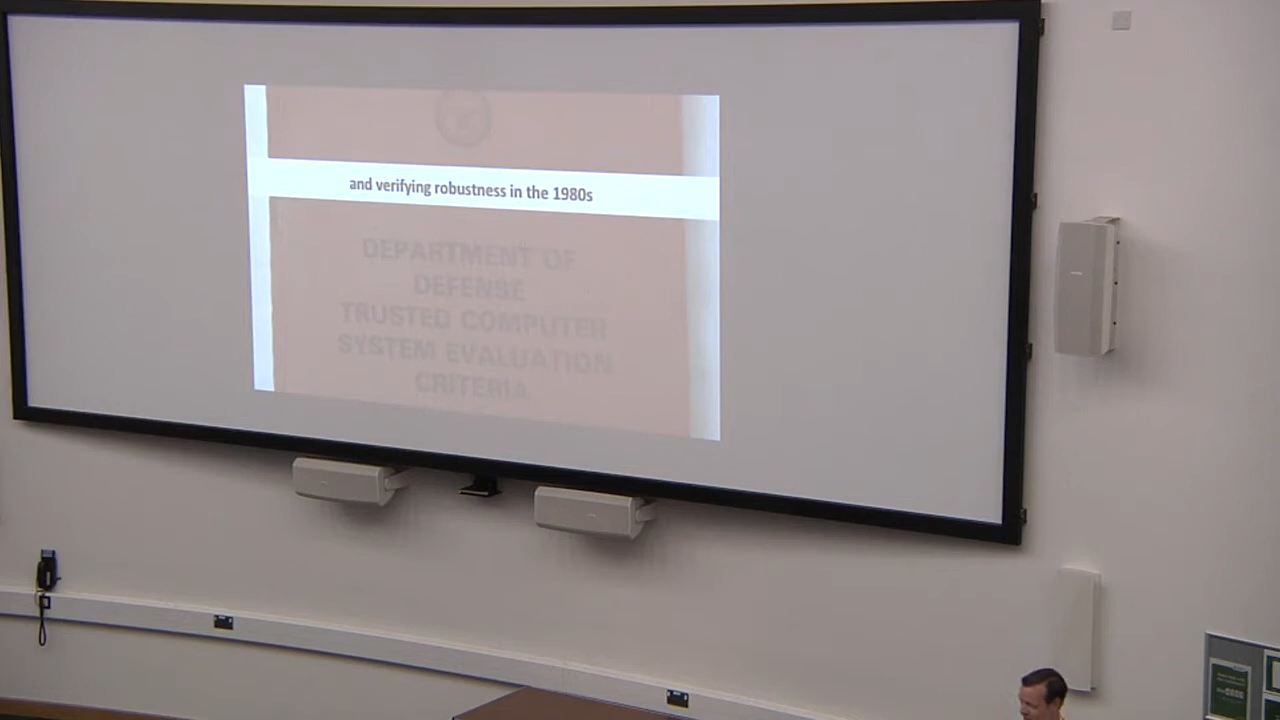 and verifying robustness in the 1980s
DEPARTMENT OF
DEFENSE
TRUSTED COMPUTER
SYSTEM EVALUATION
CRITERIA